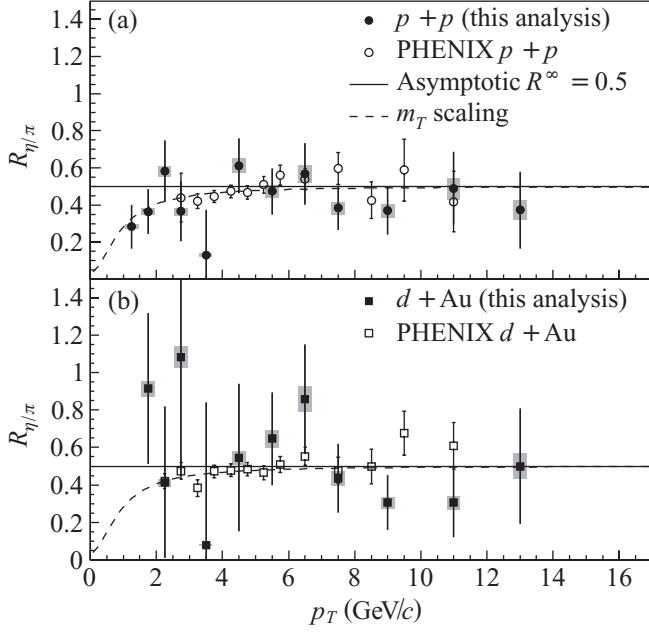 (a)
p + p (this analysis)
PHENIX p + p
Asymptotic R^∞ = 0.5
m_T scaling
R_η/π
1.4
1.2
1
0.8
0.6
0.4
0.2
(b)
d + Au (this analysis)
PHENIX d + Au
R_η/π
1.4
1.2
1
0.8
0.6
0.4
0.2
0
0 2 4 6 8 10 12 14 16
p_T (GeV/c)